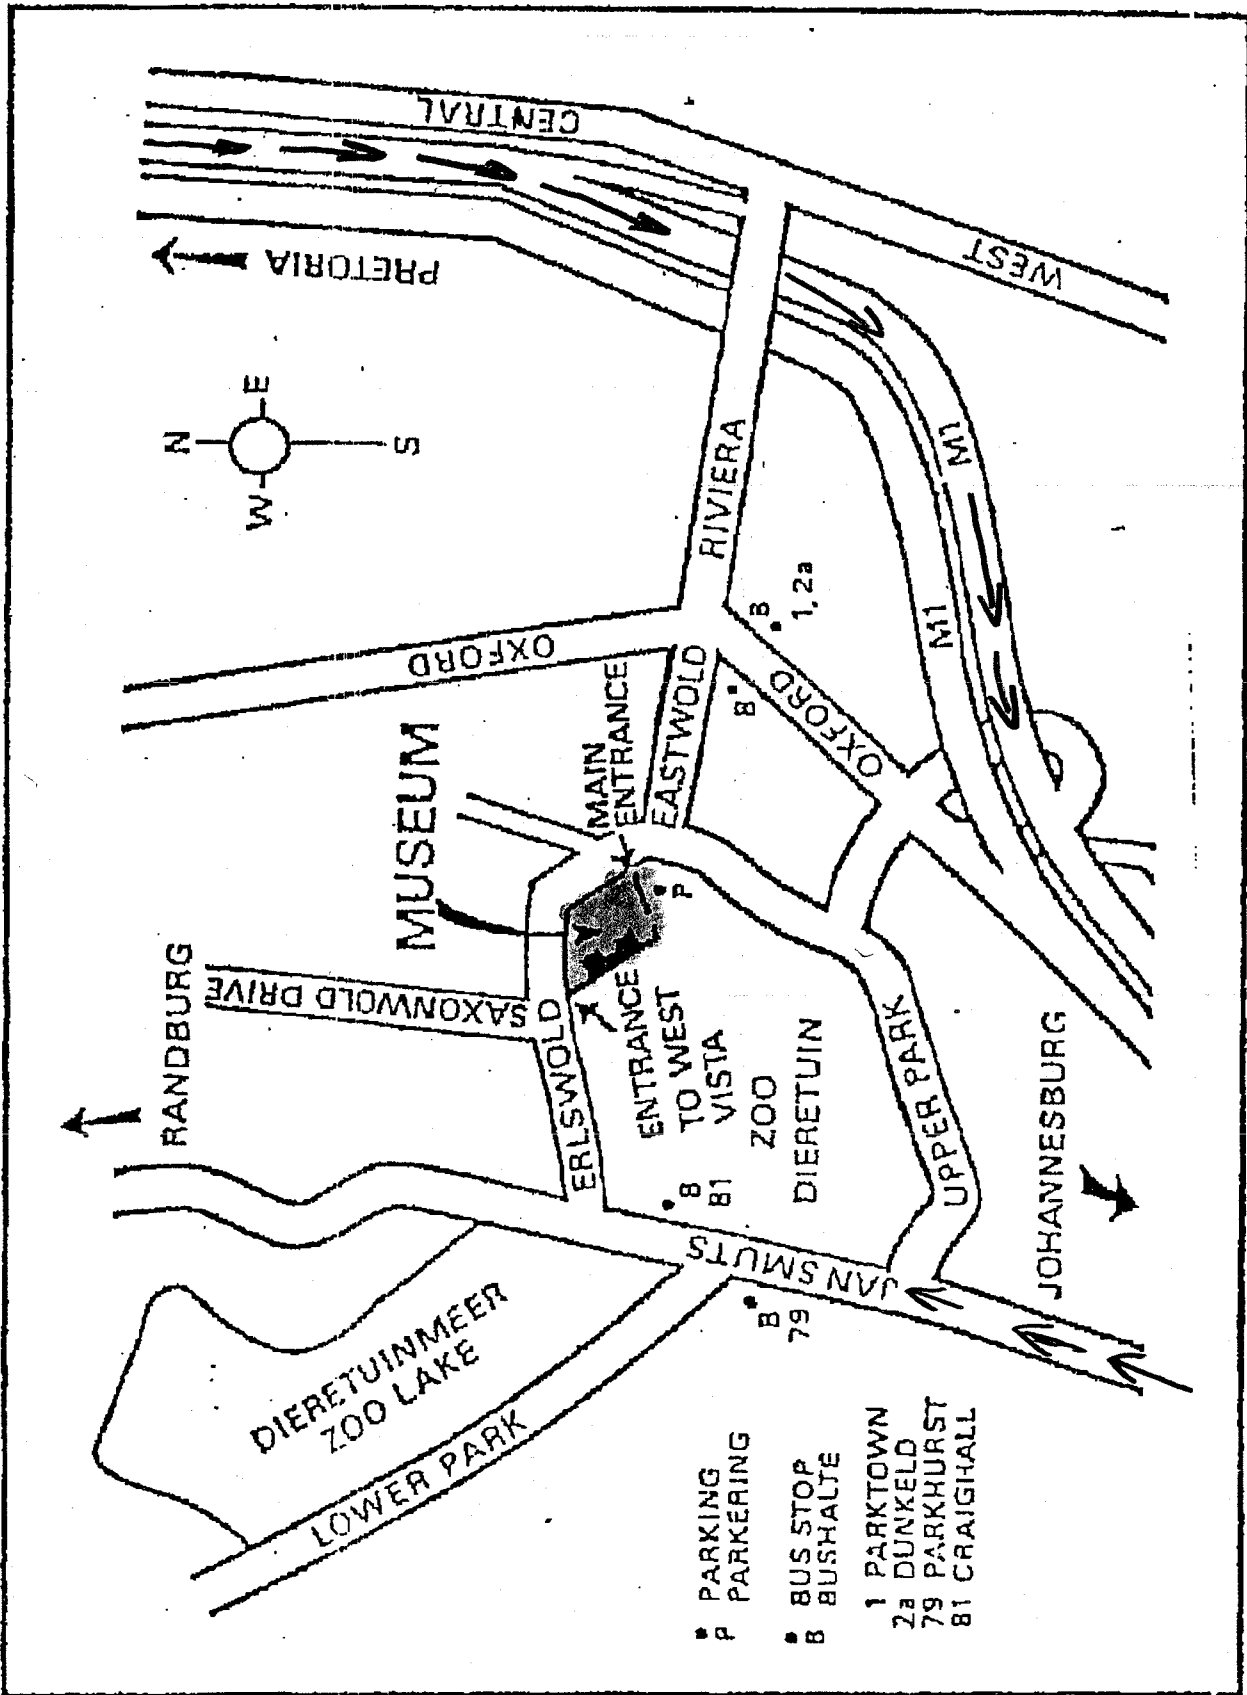 RANDBURG
PRETORIA
CENTRAL
N
W
E
S
DIERETUINMEER
ZOO LAKE
LOWER PARK
SAXONWOLD DRIVE
MUSEUM
OXFORD
ERLSWOLD
MAIN
ENTRANCE
EASTWOLD
RIVIERA
WEST
ENTRANCE
TO WEST
VISTA
P
ZOO
DIERETUIN
B
81
JAN SMUTS
B
79
B
B
1, 2a
OXFORD
M1
M1
UPPER PARK
JOHANNESBURG
P PARKING
PARKERING
B BUS STOP
BUSHALTE
1 PARKTOWN
2a DUNKELD
79 PARKHURST
81 CRAIGHALL